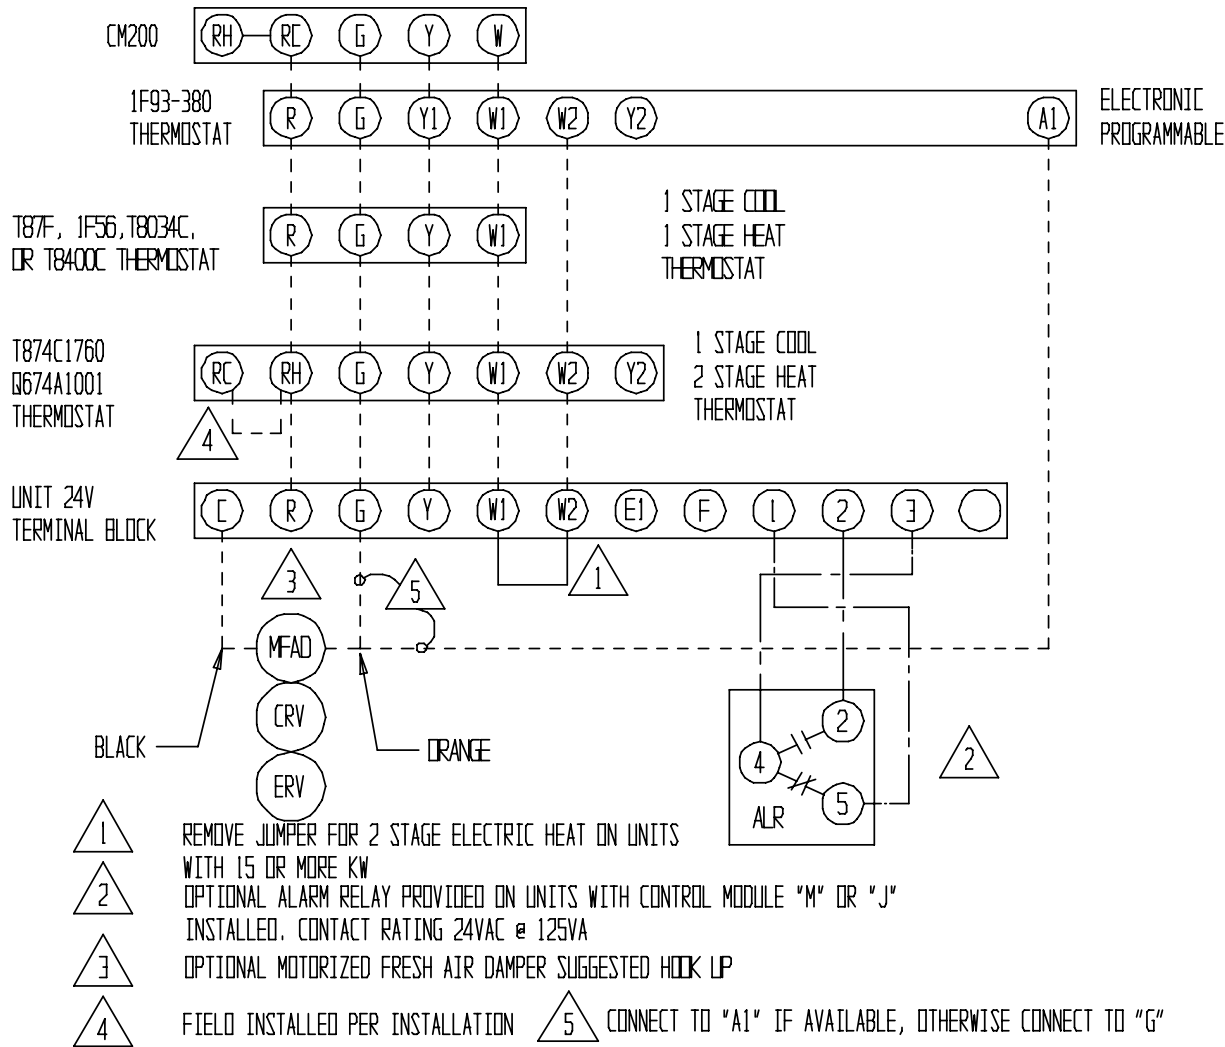 CM200 RH RC G Y W
1F93-380
THERMOSTAT
R G Y1 W1 W2 Y2 A1
ELECTRONIC
PROGRAMMABLE
T87F, 1F56, T8034C,
OR T8400C THERMOSTAT
R G Y W1
1 STAGE COOL
1 STAGE HEAT
THERMOSTAT
T874C1760
Q674A1001
THERMOSTAT
RC RH G Y W1 W2 Y2
1 STAGE COOL
2 STAGE HEAT
THERMOSTAT
4
UNIT 24V
TERMINAL BLOCK
C R G Y W1 W2 E1 F 1 2 3
3 5 1
MFAD
CRV
ERV
BLACK
ORANGE
2
4
5
ALR
2
1 REMOVE JUMPER FOR 2 STAGE ELECTRIC HEAT ON UNITS
WITH 15 OR MORE KW
2 OPTIONAL ALARM RELAY PROVIDED ON UNITS WITH CONTROL MODULE "M" OR "J"
INSTALLED. CONTACT RATING 24VAC @ 125VA
3 OPTIONAL MOTORIZED FRESH AIR DAMPER SUGGESTED HOOK UP
4 FIELD INSTALLED PER INSTALLATION 5 CONNECT TO "A1" IF AVAILABLE, OTHERWISE CONNECT TO "G"